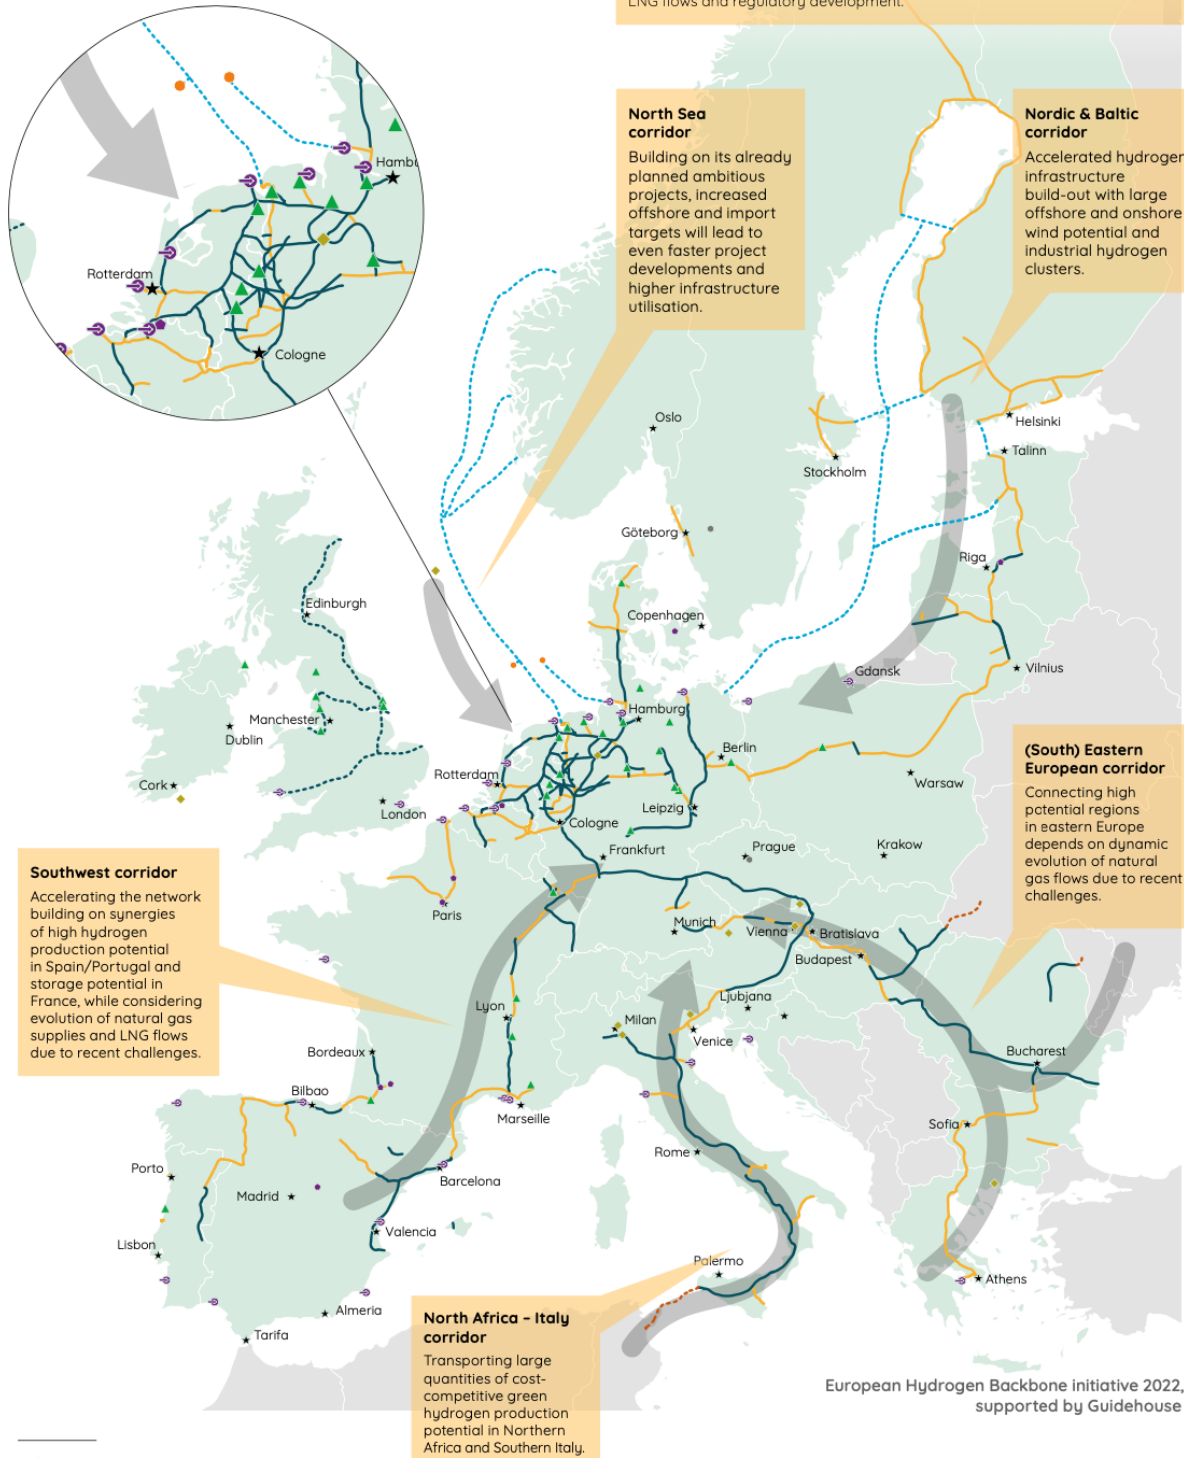 LNG flows and regulatory development.
Hambu
Rotterdam
Cologne
North Sea
corridor
Building on its already
planned ambitious
projects, increased
offshore and import
targets will lead to
even faster project
developments and
higher infrastructure
utilisation.
Nordic & Baltic
corridor
Accelerated hydrogen
infrastructure
build-out with large
offshore and onshore
wind potential and
industrial hydrogen
clusters.
Oslo
Helsinki
Talinn
Stockholm
Göteborg
Riga
Edinburgh
Copenhagen
Vilnius
Gdansk
Hamburg
Manchester
Dublin
Berlin
Rotterdam
Warsaw
Cork
London
Leipzig
Cologne
Frankfurt
Prague
Krakow
(South) Eastern
European corridor
Connecting high
potential regions
in eastern Europe
depends on dynamic
evolution of natural
gas flows due to recent
challenges.
Southwest corridor
Accelerating the network
building on synergies
of high hydrogen
production potential
in Spain/Portugal and
storage potential in
France, while considering
evolution of natural gas
supplies and LNG flows
due to recent challenges.
Paris
Munich
Vienna
Bratislava
Budapest
Lyon
Ljubjana
Milan
Venice
Bordeaux
Bucharest
Bilbao
Marseille
Sofia
Rome
Porto
Barcelona
Madrid
Valencia
Lisbon
Palermo
Athens
Almeria
Tarifa
North Africa – Italy
corridor
Transporting large
quantities of cost-
competitive green
hydrogen production
potential in Northern
Africa and Southern Italy.
European Hydrogen Backbone initiative 2022,
supported by Guidehouse